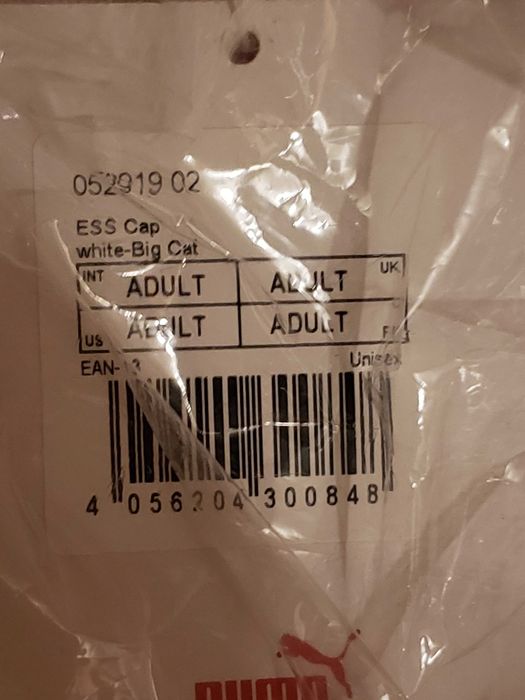 052919 02
ESS Cap
white-Big Cat
INT ADULT ADULT UK
US ADULT ADULT
EAN-13 Unisex
4 056204 300848
PUMA